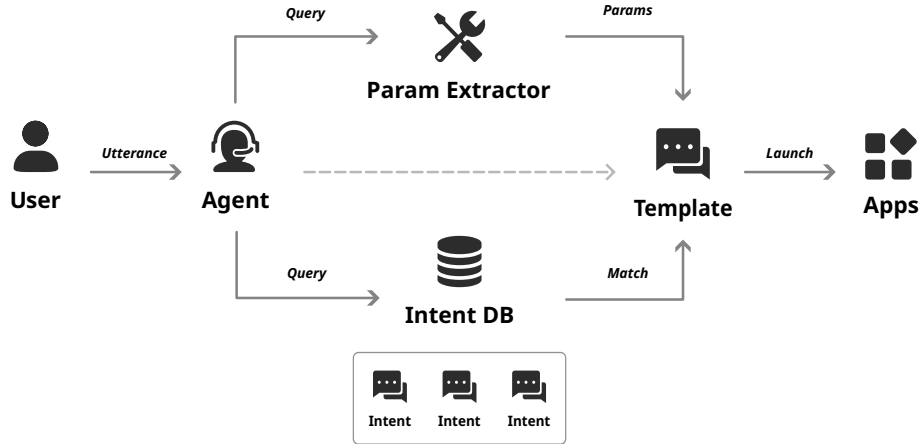 Query
Params
Param Extractor
Utterance
Launch
User
Agent
Template
Apps
Query
Match
Intent DB
Intent
Intent
Intent